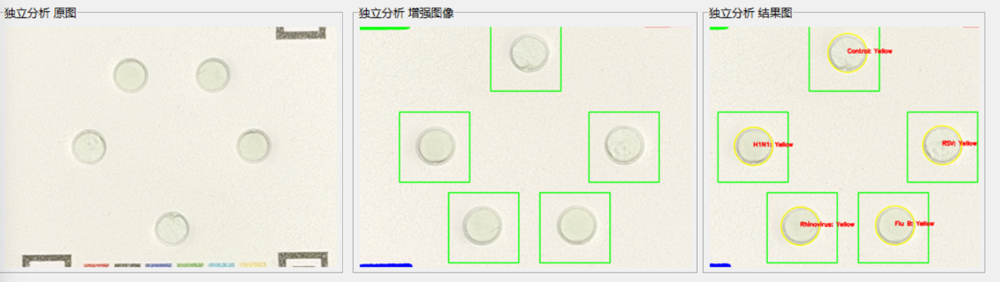 独立分析 原图
独立分析 增强图像
独立分析 结果图
Control: Yellow
H1N1: Yellow
RSV: Yellow
Rhinovirus: Yellow
Flu B: Yellow